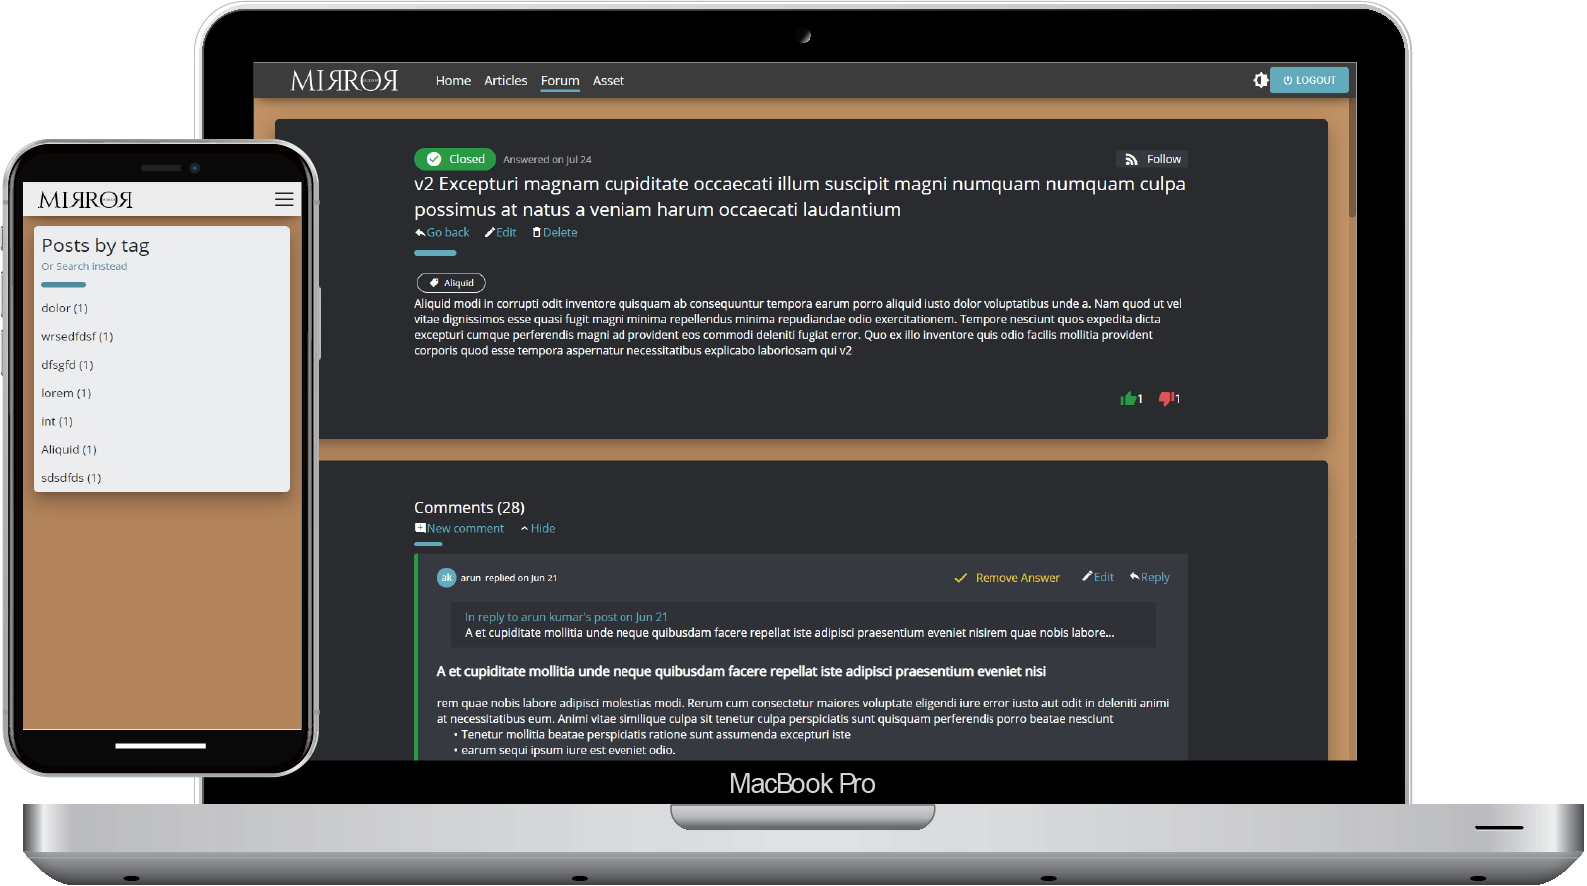 MIRROR
Home Articles Forum Asset
LOGOUT
Closed Answered on Jul 24
Follow
v2 Excepturi magnam cupiditate occaecati illum suscipit magni numquam numquam culpa
possimus at natus a veniam harum occaecati laudantium
Go back Edit Delete
Aliquid
Aliquid modi in corrupti odit inventore quisquam ab consequuntur tempora earum porro aliquid iusto dolor voluptatibus unde a. Nam quod ut vel
vitae dignissimos esse quasi fugit magni minima repellendus minima repudiandae odio exercitationem. Tempore nesciunt quos expedita dicta
excepturi cumque perferendis magni ad provident eos commodi deleniti fugiat error. Quo ex illo inventore quis odio facilis mollitia provident
corporis quod esse tempora aspernatur necessitatibus explicabo laboriosam qui v2
1 1
Comments (28)
New comment Hide
ak arun replied on Jun 21
Remove Answer Edit Reply
In reply to arun kumar's post on Jun 21
A et cupiditate mollitia unde neque quibusdam facere repellat iste adipisci praesentium eveniet nisirem quae nobis labore...
A et cupiditate mollitia unde neque quibusdam facere repellat iste adipisci praesentium eveniet nisi
rem quae nobis labore adipisci molestias modi. Rerum cum consectetur maiores voluptate eligendi iure error iusto aut odit in deleniti animi
at necessitatibus eum. Animi vitae similique culpa sit tenetur culpa perspiciatis sunt quisquam perferendis porro beatae nesciunt
• Tenetur mollitia beatae perspiciatis ratione sunt assumenda excepturi iste
• earum sequi ipsum iure est eveniet odio.
MacBook Pro
MIRROR
Posts by tag
Or Search instead
dolor (1)
wrsedfdsf (1)
dfsgfd (1)
lorem (1)
int (1)
Aliquid (1)
sdsdfds (1)